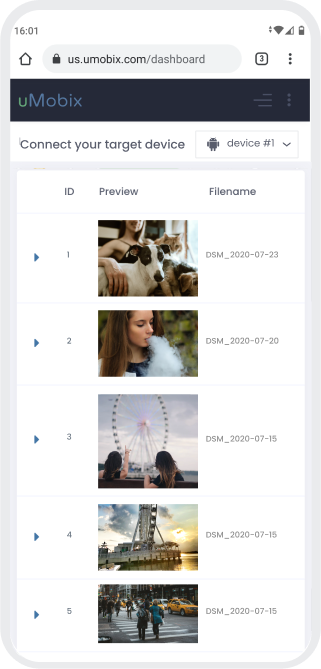 16:01
us.umobix.com/dashboard
3
uMobix
Connect your target device
device #1
ID Preview Filename
1 DSM_2020-07-23
2 DSM_2020-07-20
3 DSM_2020-07-15
4 DSM_2020-07-15
5 DSM_2020-07-15